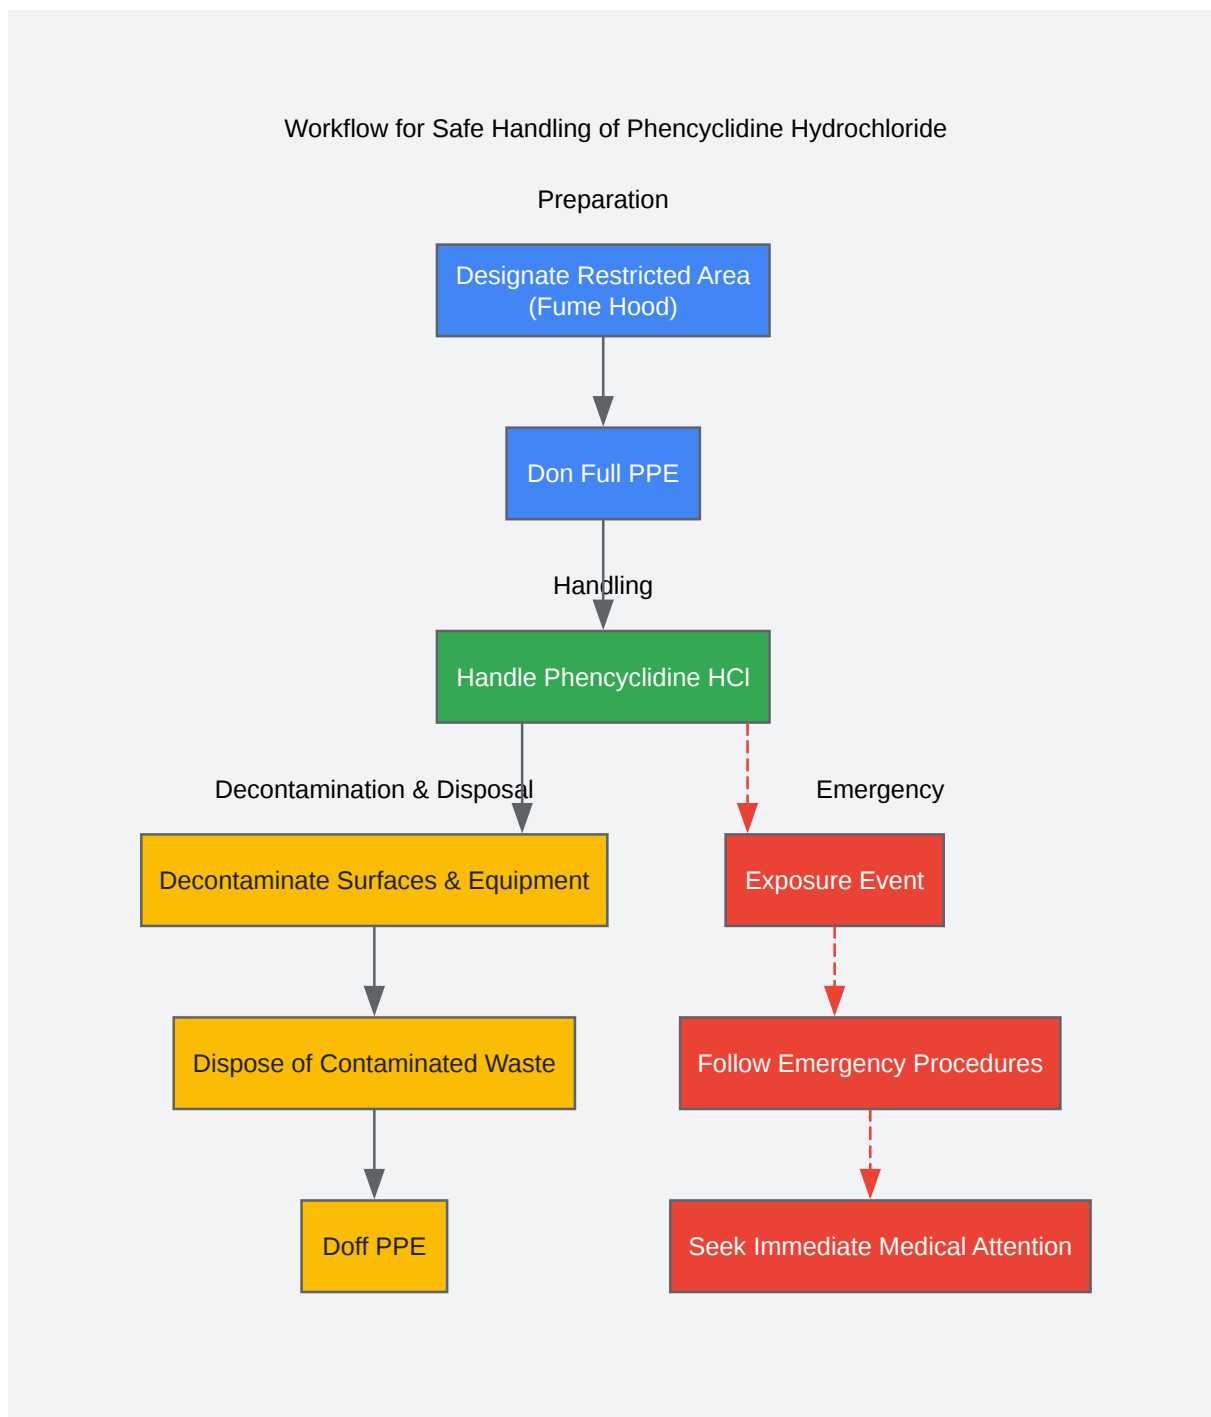 Workflow for Safe Handling of Phencyclidine Hydrochloride
Preparation
Designate Restricted Area
(Fume Hood)
Don Full PPE
Handling
Handle Phencyclidine HCl
Decontamination & Disposal
Emergency
Decontaminate Surfaces & Equipment
Exposure Event
Dispose of Contaminated Waste
Follow Emergency Procedures
Doff PPE
Seek Immediate Medical Attention